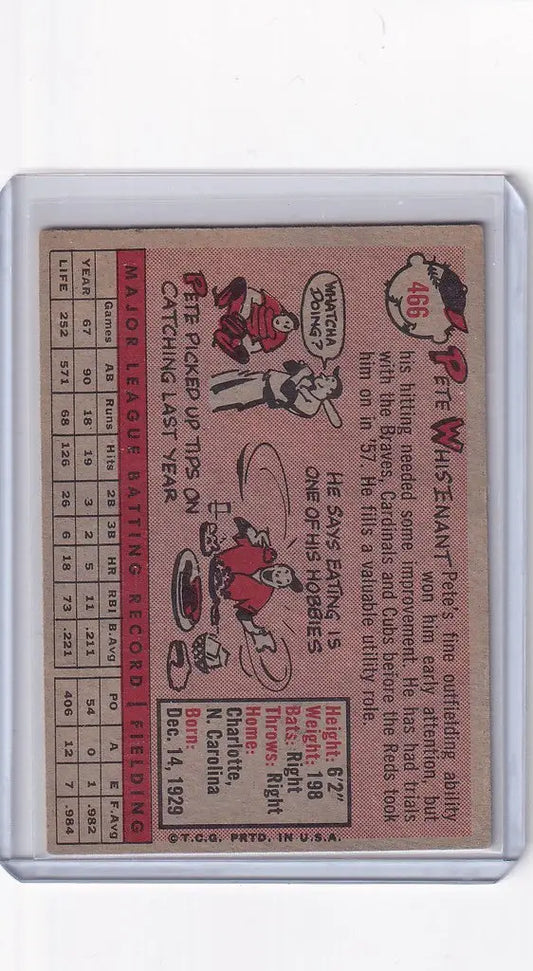 466
PETE WHISENANT Pete's fine outfielding ability
won him early attention, but
his hitting needed some improvement. He has had trials
with the Braves, Cardinals and Cubs before the Reds took
him on in '57. He fills a valuable utility role.
WHATCHA
DOING?
PETE PICKED UP TIPS ON
CATCHING LAST YEAR
HE SAYS EATING IS
ONE OF HIS HOBBIES
Height: 6'2"
Weight: 198
Bats: Right
Throws: Right
Home:
Charlotte,
N. Carolina
Born:
Dec. 14, 1929
©T.C.G. PRTD. IN U.S.A.
MAJOR LEAGUE BATTING RECORD | FIELDING
Games AB Runs Hits 2B 3B HR RBI B.Avg PO A E F.Avg
YEAR 67 90 18 19 3 2 5 11 .211 54 0 1 .982
LIFE 252 571 68 126 26 6 18 73 .221 406 12 7 .984